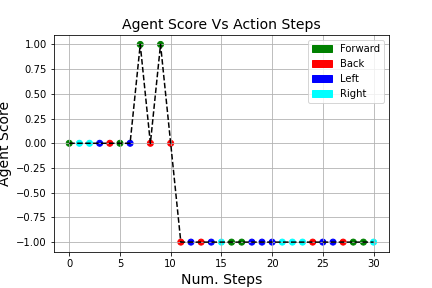 Agent Score Vs Action Steps
1.00
0.75
0.50
0.25
0.00
−0.25
−0.50
−0.75
−1.00
Agent Score
Forward
Back
Left
Right
0 5 10 15 20 25 30
Num. Steps